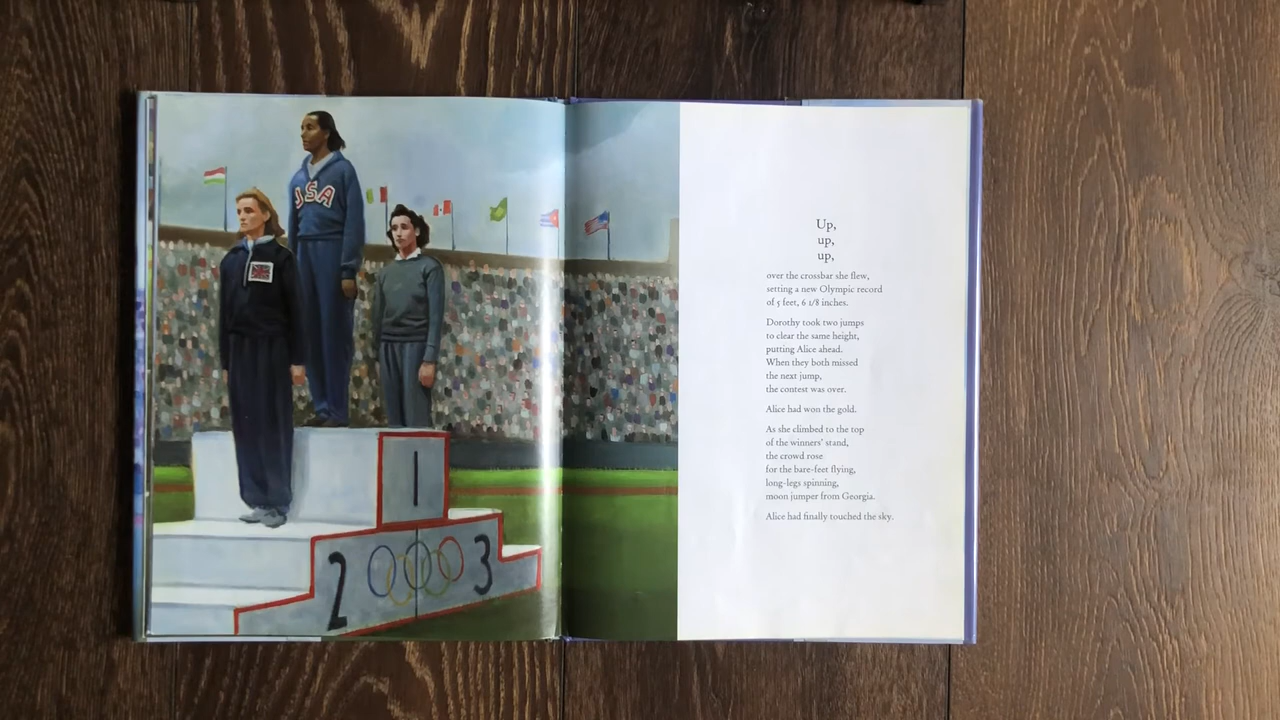 USA
1
2
3
Up,
up,
up,
over the crossbar she flew,
setting a new Olympic record
of 5 feet, 6 1/8 inches.
Dorothy took two jumps
to clear the same height,
putting Alice ahead.
When they both missed
the next jump,
the contest was over.
Alice had won the gold.
As she climbed to the top
of the winners' stand,
the crowd rose
for the bare-feet flying,
long-legs spinning,
moon jumper from Georgia.
Alice had finally touched the sky.